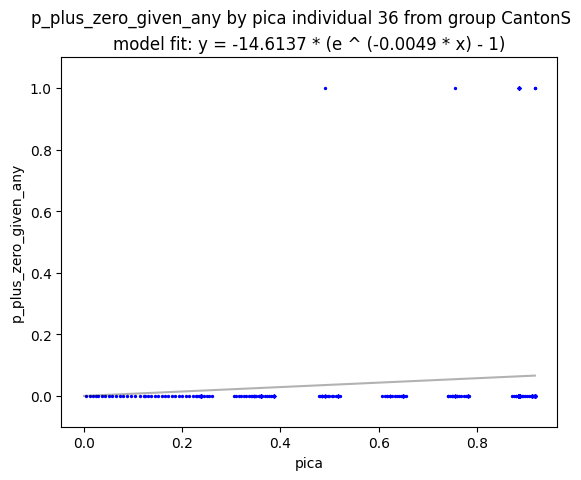 p_plus_zero_given_any by pica individual 36 from group CantonS
model fit: y = -14.6137 * (e ^ (-0.0049 * x) - 1)
1.0
0.8
0.6
0.4
0.2
0.0
p_plus_zero_given_any
0.0 0.2 0.4 0.6 0.8
pica